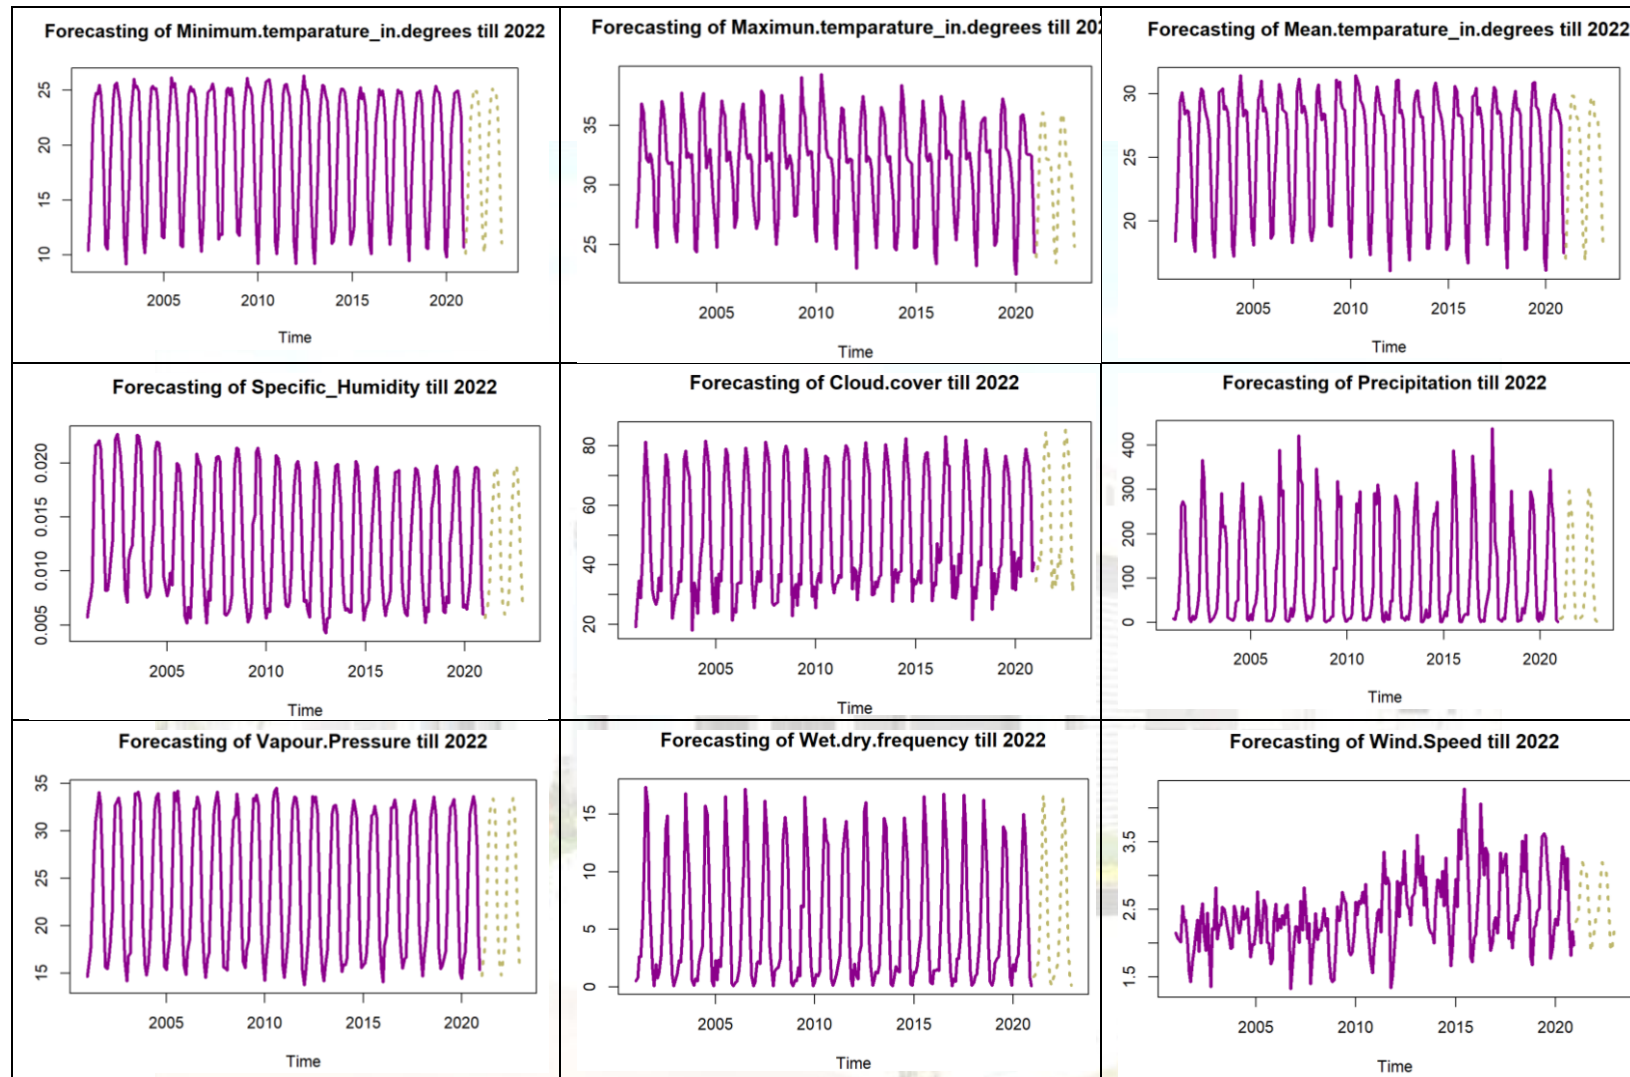 Forecasting of Minimum.temparature_in.degrees till 2022
25
20
15
10
2005 2010 2015 2020
Time
Forecasting of Maximun.temparature_in.degrees till 202
35
30
25
2005 2010 2015 2020
Time
Forecasting of Mean.temparature_in.degrees till 2022
30
25
20
2005 2010 2015 2020
Time
Forecasting of Specific_Humidity till 2022
0.020
0.015
0.010
0.005
2005 2010 2015 2020
Time
Forecasting of Cloud.cover till 2022
80
60
40
20
2005 2010 2015 2020
Time
Forecasting of Precipitation till 2022
400
300
200
100
0
2005 2010 2015 2020
Time
Forecasting of Vapour.Pressure till 2022
35
30
25
20
15
2005 2010 2015 2020
Time
Forecasting of Wet.dry.frequency till 2022
15
10
5
0
2005 2010 2015 2020
Time
Forecasting of Wind.Speed till 2022
3.5
2.5
1.5
2005 2010 2015 2020
Time